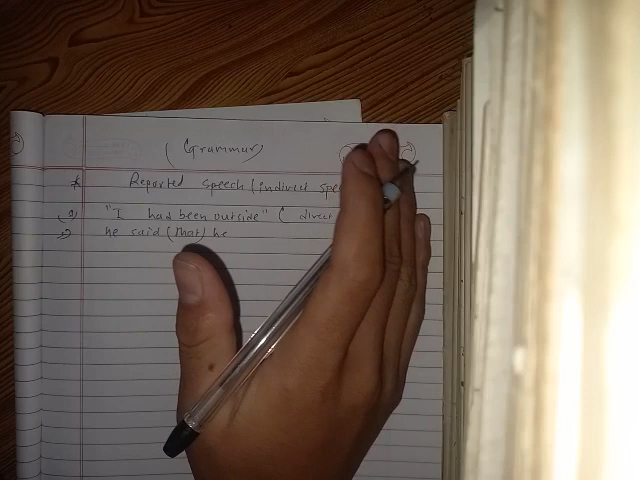 (Grammar)
* Reported speech (indirect
"I had been outside" ( direct
he said (that) he